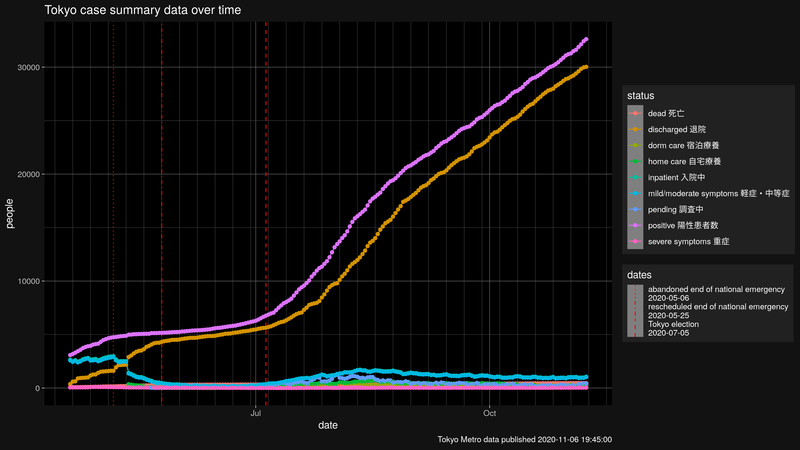 Tokyo case summary data over time
people
30000
20000
10000
0
Jul
Oct
date
status
dead 死亡
discharged 退院
dorm care 宿泊療養
home care 自宅療養
inpatient 入院中
mild/moderate symptoms 軽症・中等症
pending 調査中
positive 陽性患者数
severe symptoms 重症
dates
abandoned end of national emergency
2020-05-06
rescheduled end of national emergency
2020-05-25
Tokyo election
2020-07-05
Tokyo Metro data published 2020-11-06 19:45:00